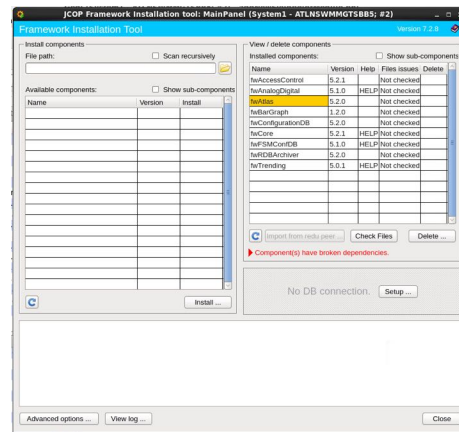 JCOP Framework Installation tool: MainPanel (System1 - ATLNSWMMGTSBB5; #2)
Framework Installation Tool
Version 7.2.8
Install components
File path:
Scan recursively
Available components:
Show sub-components
Name Version Install
Install ...
View / delete components
Installed components:
Show sub-components
Name Version Help Files issues Delete
fwAccessControl 5.2.1 Not checked
fwAnalogDigital 5.1.0 HELP Not checked
fwAtlas 5.2.0 Not checked
fwBarGraph 1.2.0 Not checked
fwConfigurationDB 5.2.0 Not checked
fwCore 5.2.1 HELP Not checked
fwFSMConfDB 5.1.0 HELP Not checked
fwRDBArchiver 5.2.0 Not checked
fwTrending 5.0.1 HELP Not checked
Import from redu peer ...
Check Files
Delete ...
Component(s) have broken dependencies.
No DB connection.
Setup ...
Advanced options ...
View log ...
Close